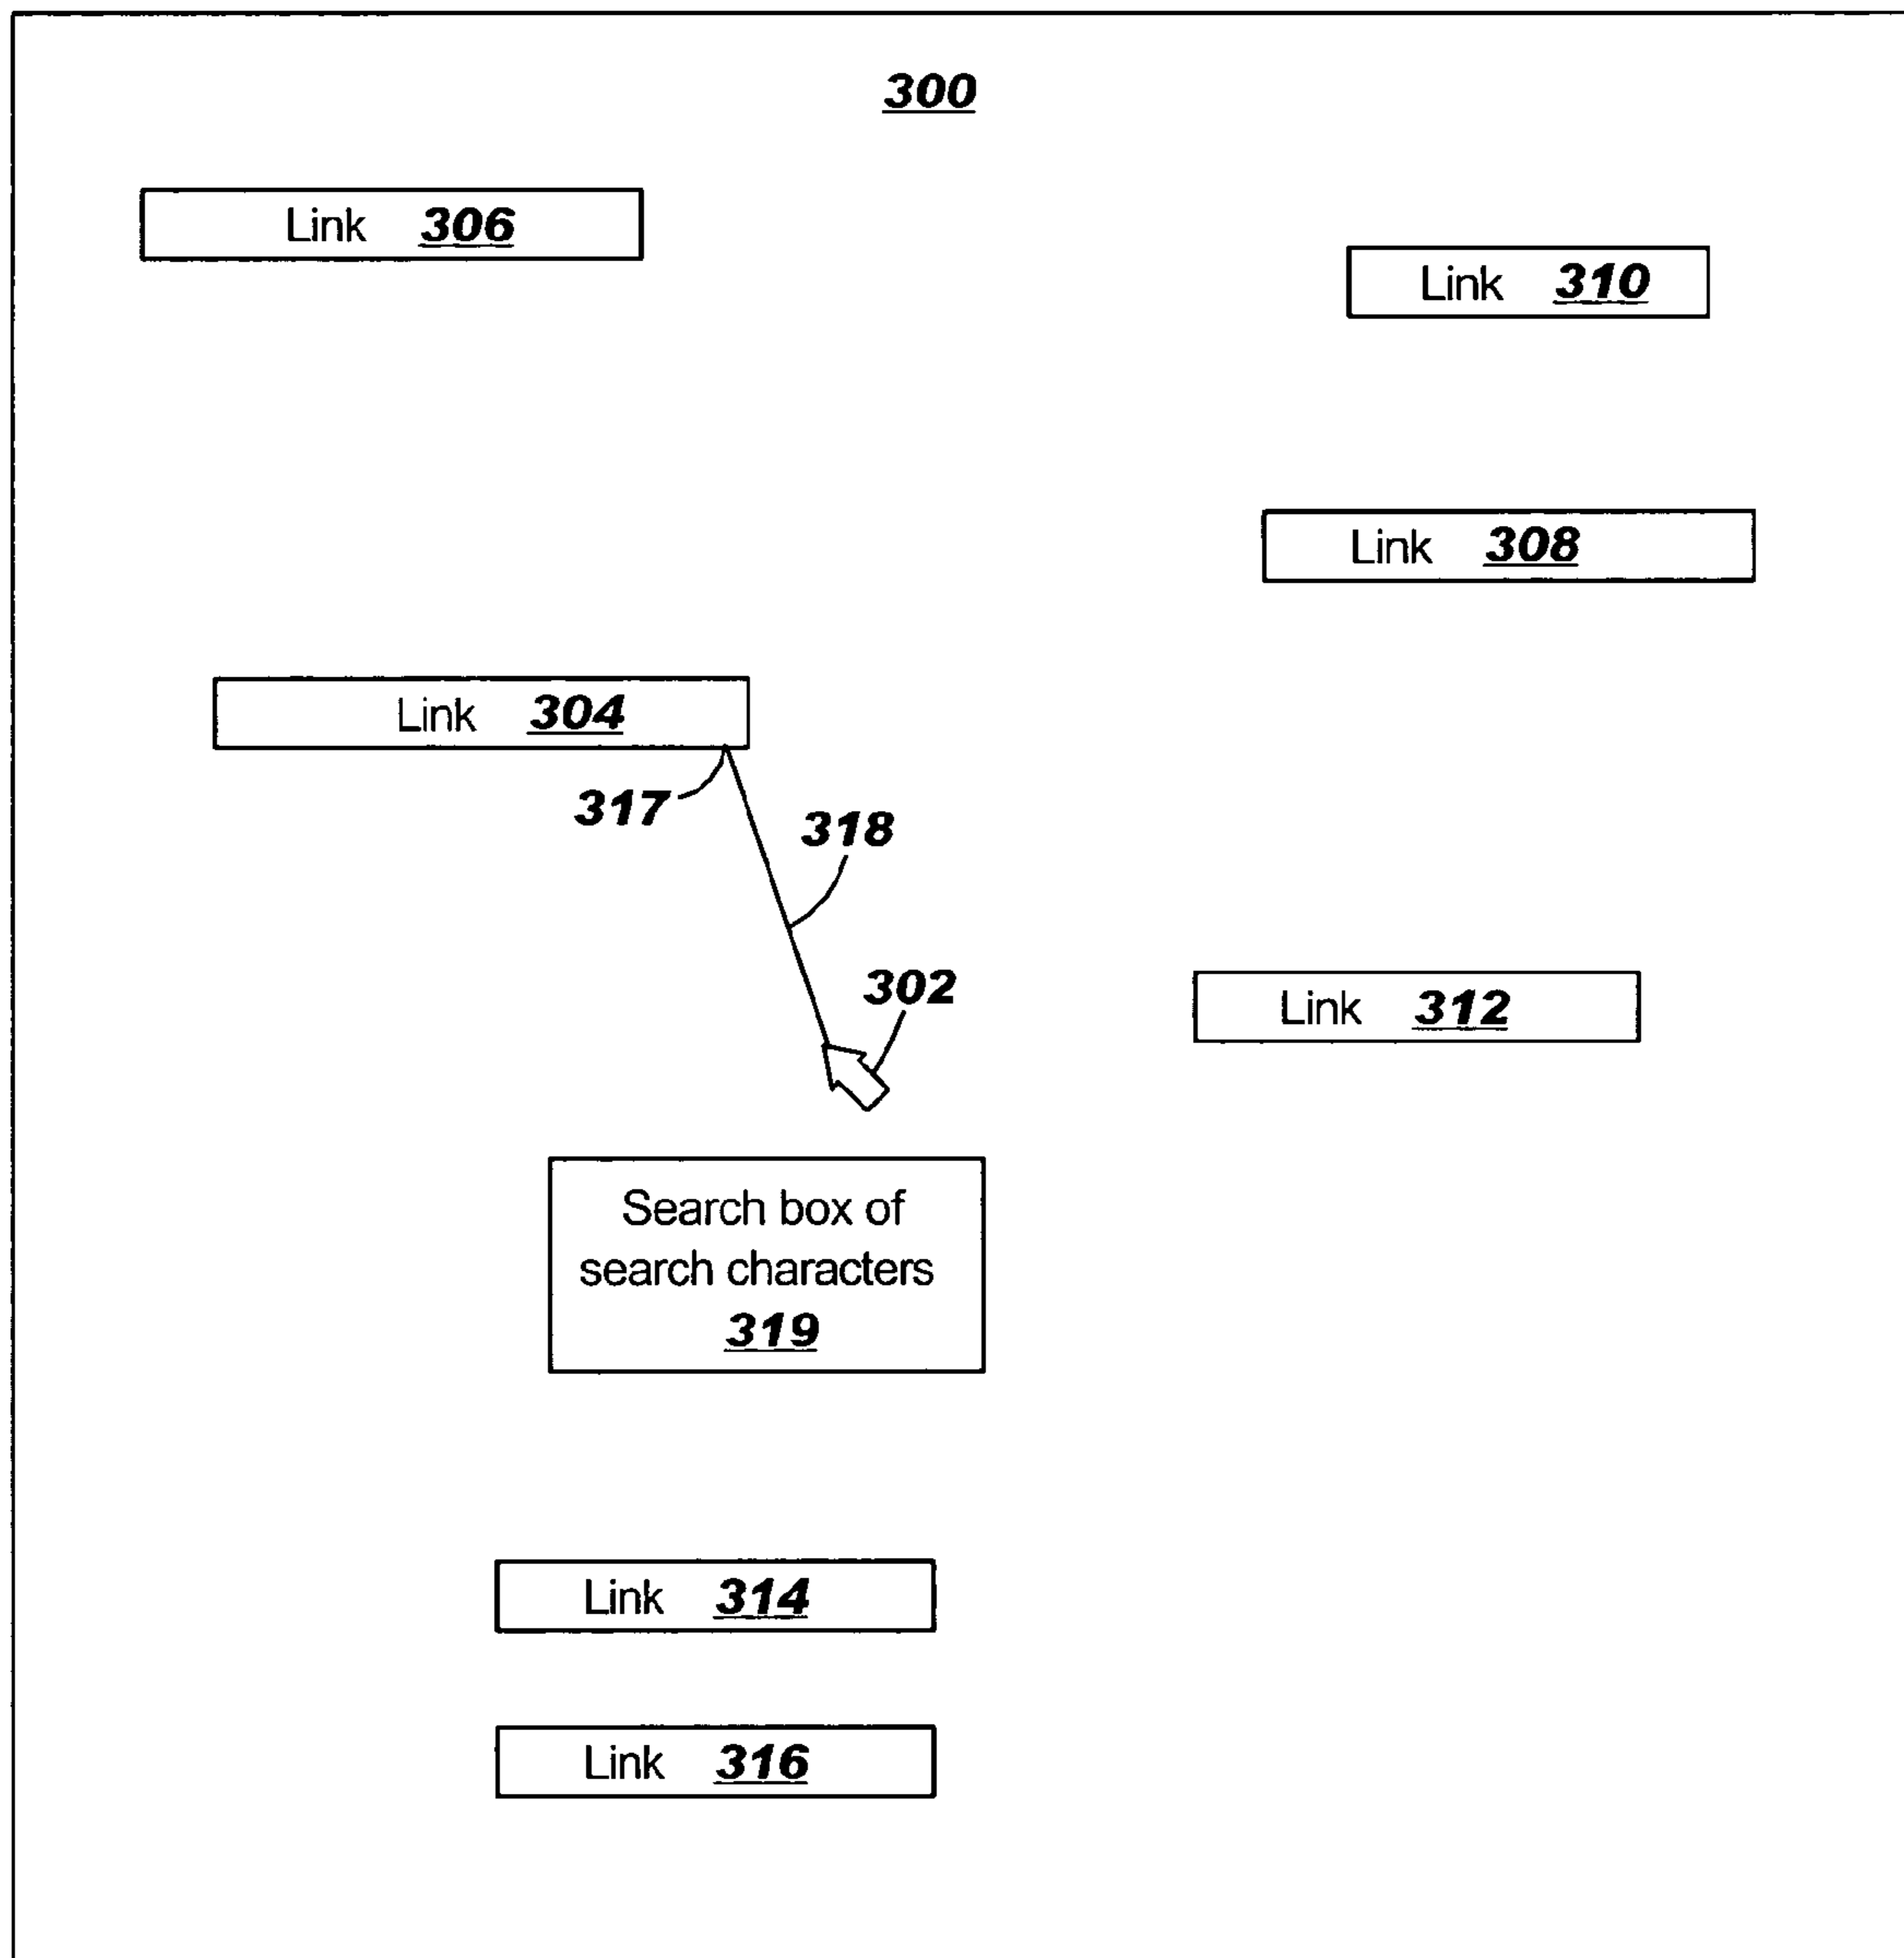 300
Link 306
Link 310
Link 308
Link 304
317
318
302
Link 312
Search box of
search characters
319
Link 314
Link 316